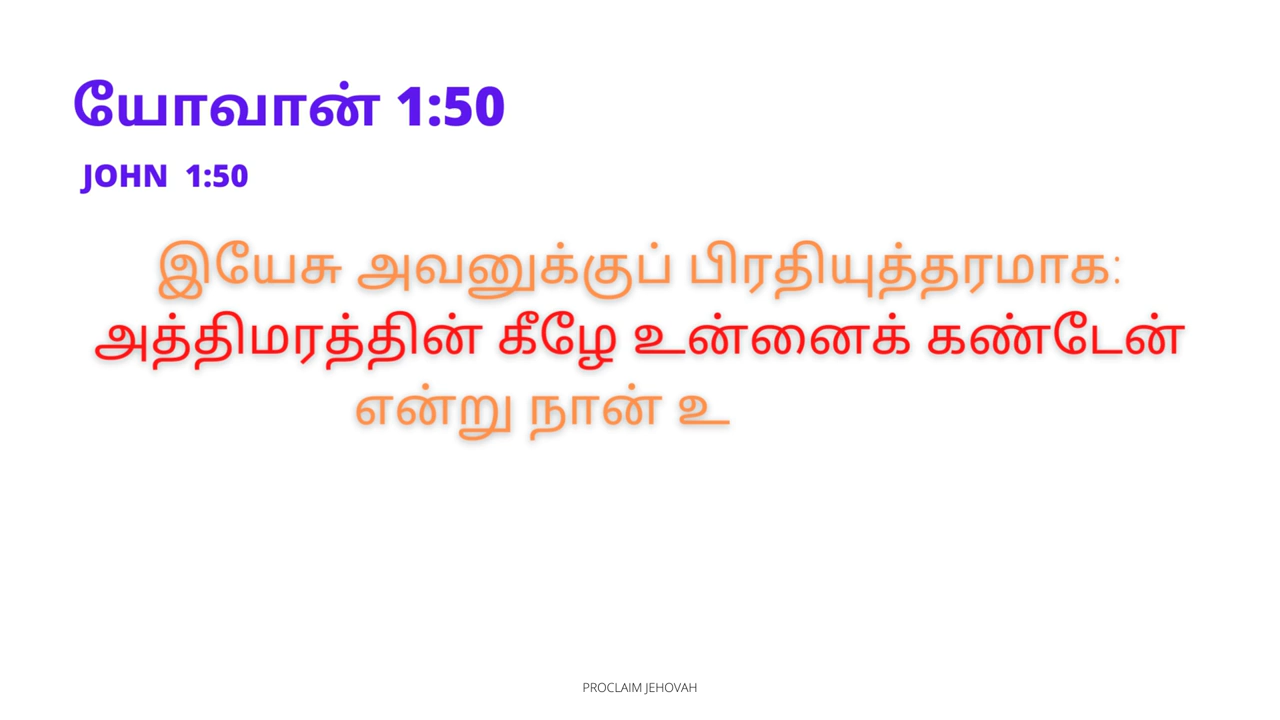 யோவான் 1:50
JOHN 1:50
இயேசு அவனுக்குப் பிரதியுத்தரமாக:
அத்திமரத்தின் கீழே உன்னைக் கண்டேன்
என்று நான் உ
PROCLAIM JEHOVAH